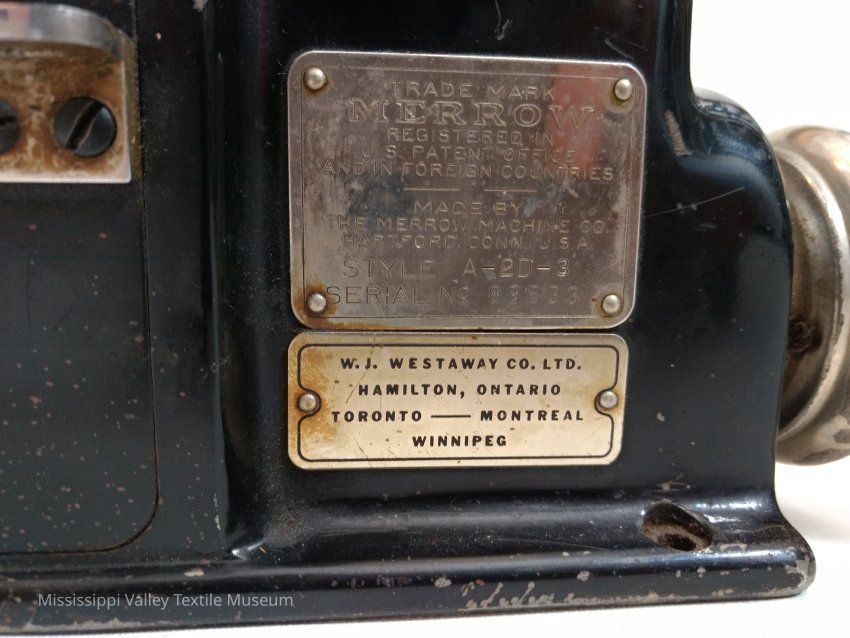 TRADE MARK
MERROW
REGISTERED IN
U.S. PATENT OFFICE
AND IN FOREIGN COUNTRIES
MADE BY
THE MERROW MACHINE CO.
HARTFORD, CONN., U.S.A
STYLE A-2D-3
SERIAL No
W.J. WESTAWAY CO. LTD.
HAMILTON, ONTARIO
TORONTO — MONTREAL
WINNIPEG
Mississippi Valley Textile Museum